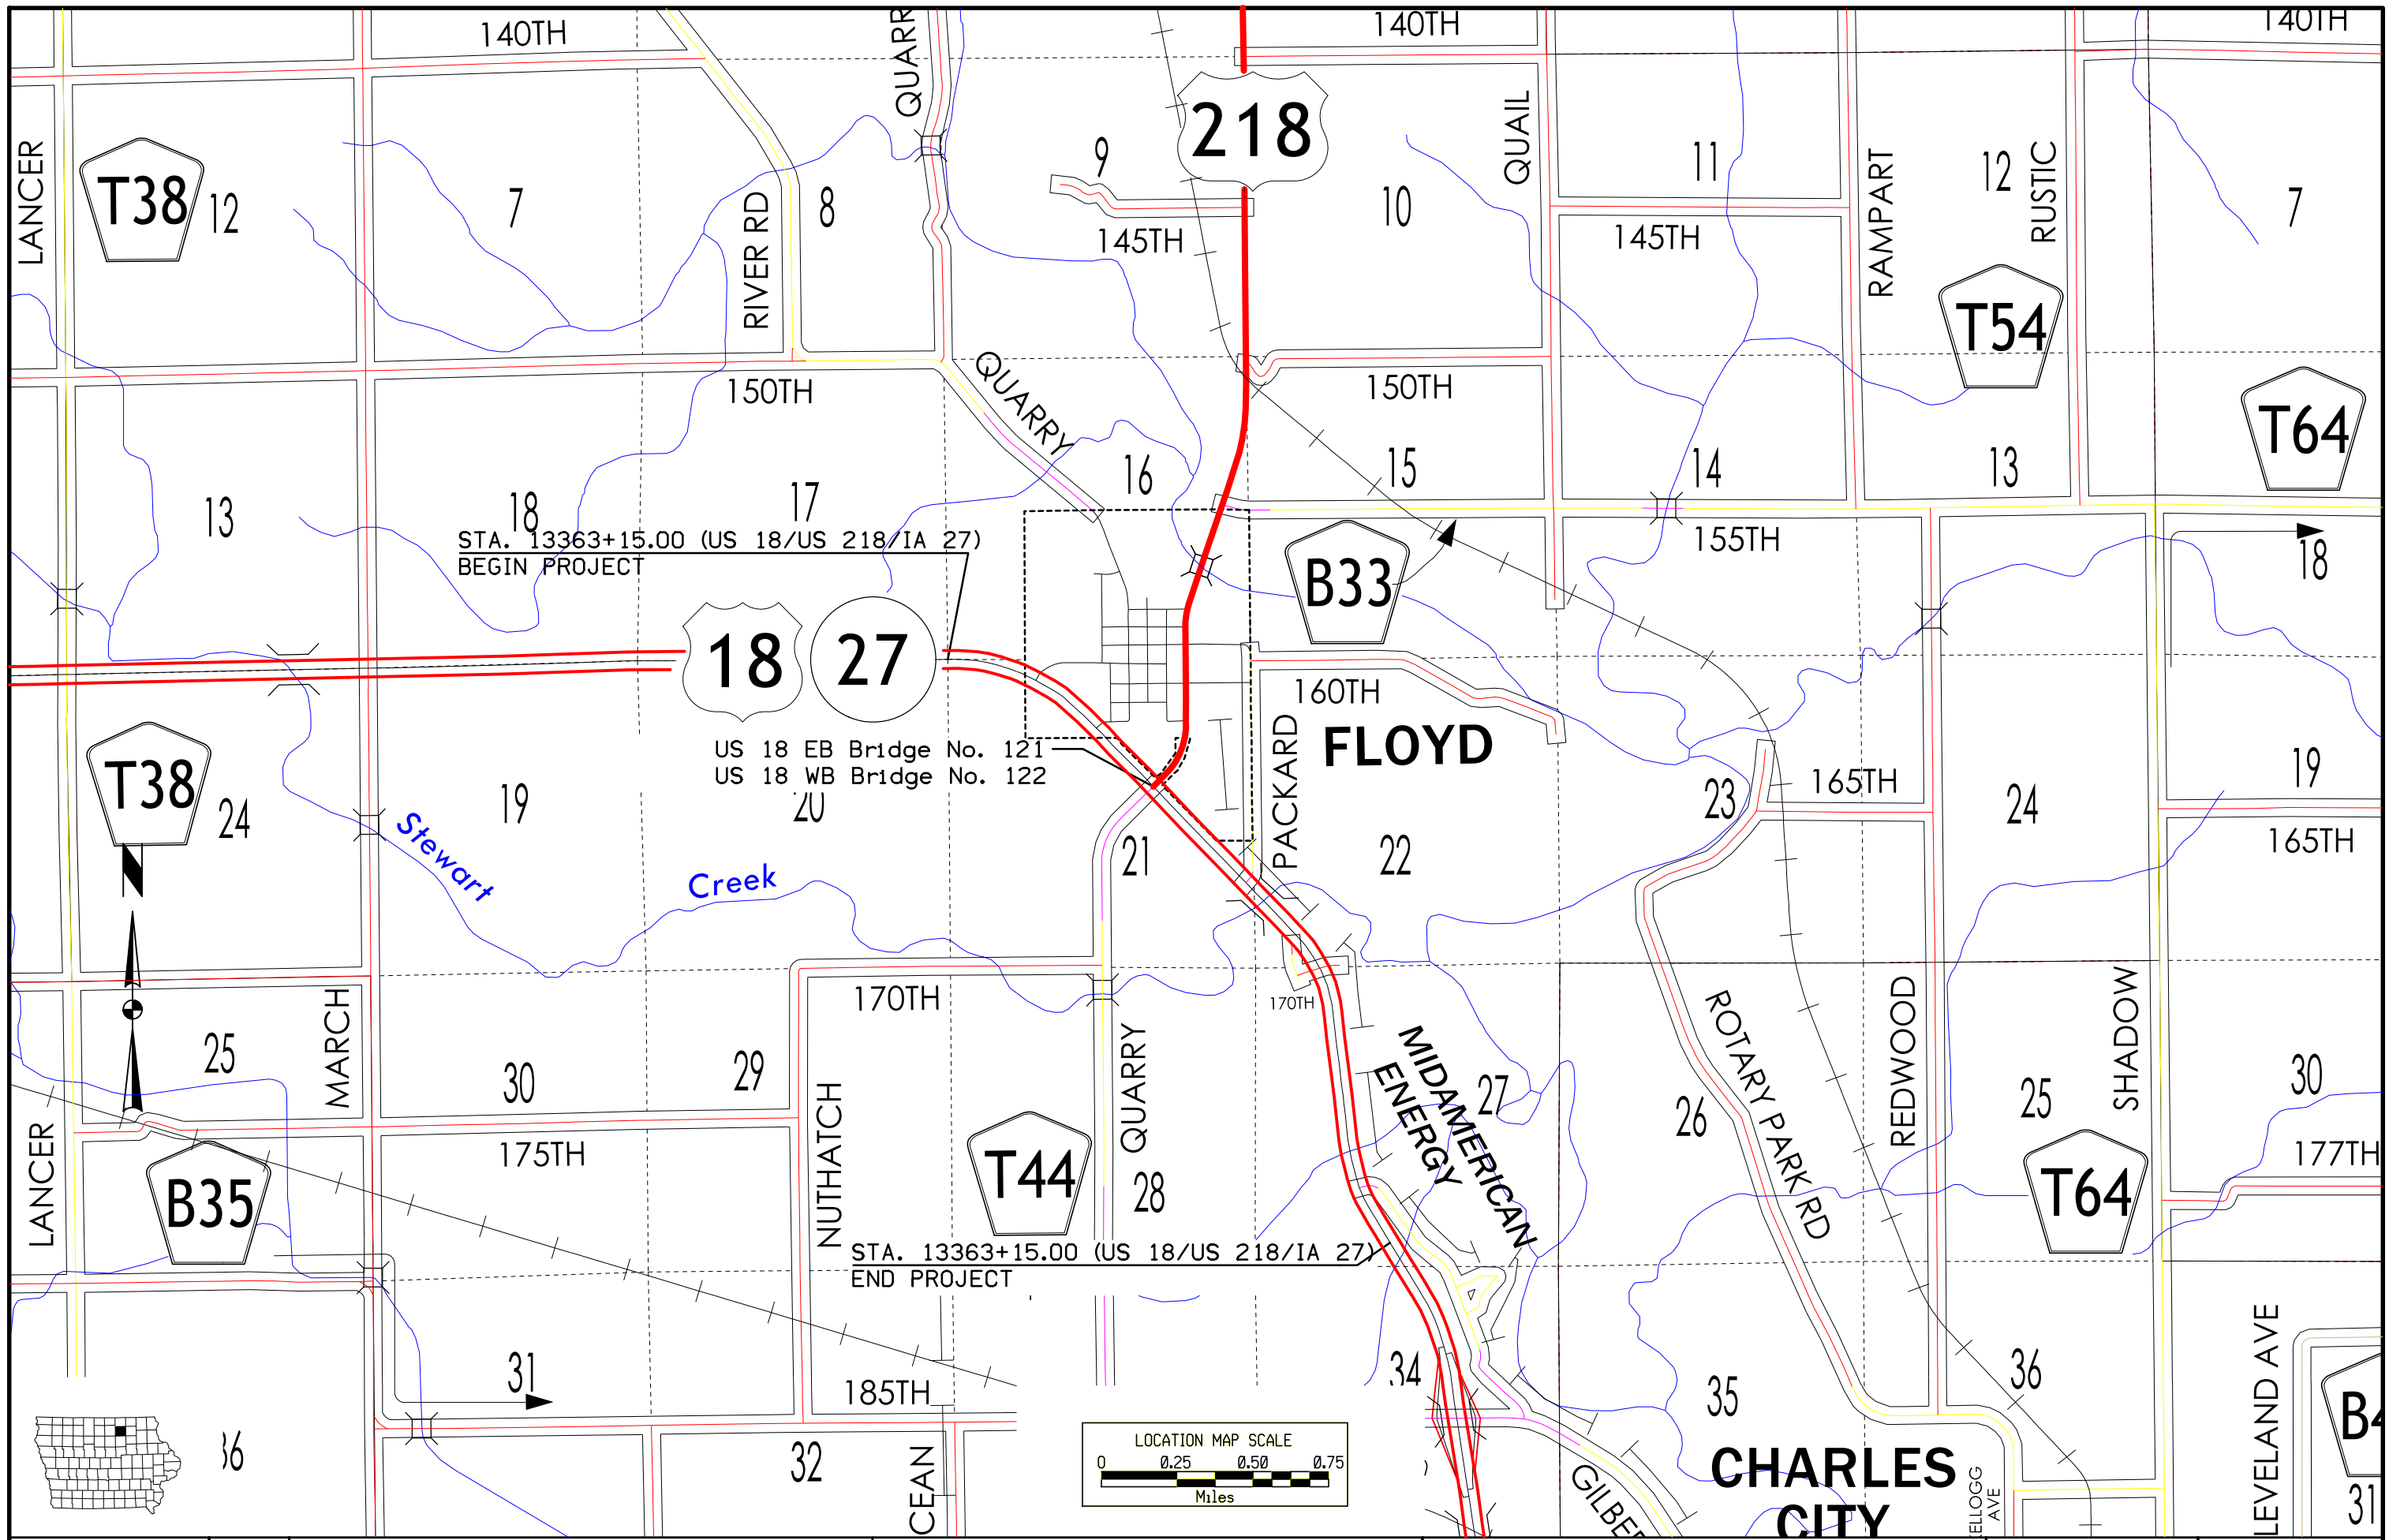 140TH
QUARR
140TH
140TH
218
LANCER
T38
12
7
RIVER RD
8
9
145TH
10
QUAIL
11
145TH
RAMPART
12
RUSTIC
7
T54
150TH
QUARRY
150TH
T64
13
18
17
16
15
14
13
STA. 13363+15.00 (US 18/US 218/IA 27)
BEGIN PROJECT
155TH
B33
18
18
27
160TH
FLOYD
US 18 EB Bridge No. 121
US 18 WB Bridge No. 122
PACKARD
T38
24
19
20
21
22
23
165TH
24
19
165TH
Stewart
Creek
170TH
170TH
25
MARCH
30
29
NUTHATCH
QUARRY
MIDAMERICAN
ENERGY
27
26
ROTARY PARK RD
REDWOOD
25
SHADOW
30
177TH
LANCER
B35
175TH
T44
28
T64
STA. 13363+15.00 (US 18/US 218/IA 27)
END PROJECT
31
185TH
34
35
36
LEVELAND AVE
B4
36
32
CEAN
LOCATION MAP SCALE
0 0.25 0.50 0.75
Miles
GILBER
CHARLES
CITY
KELLOGG
AVE
31